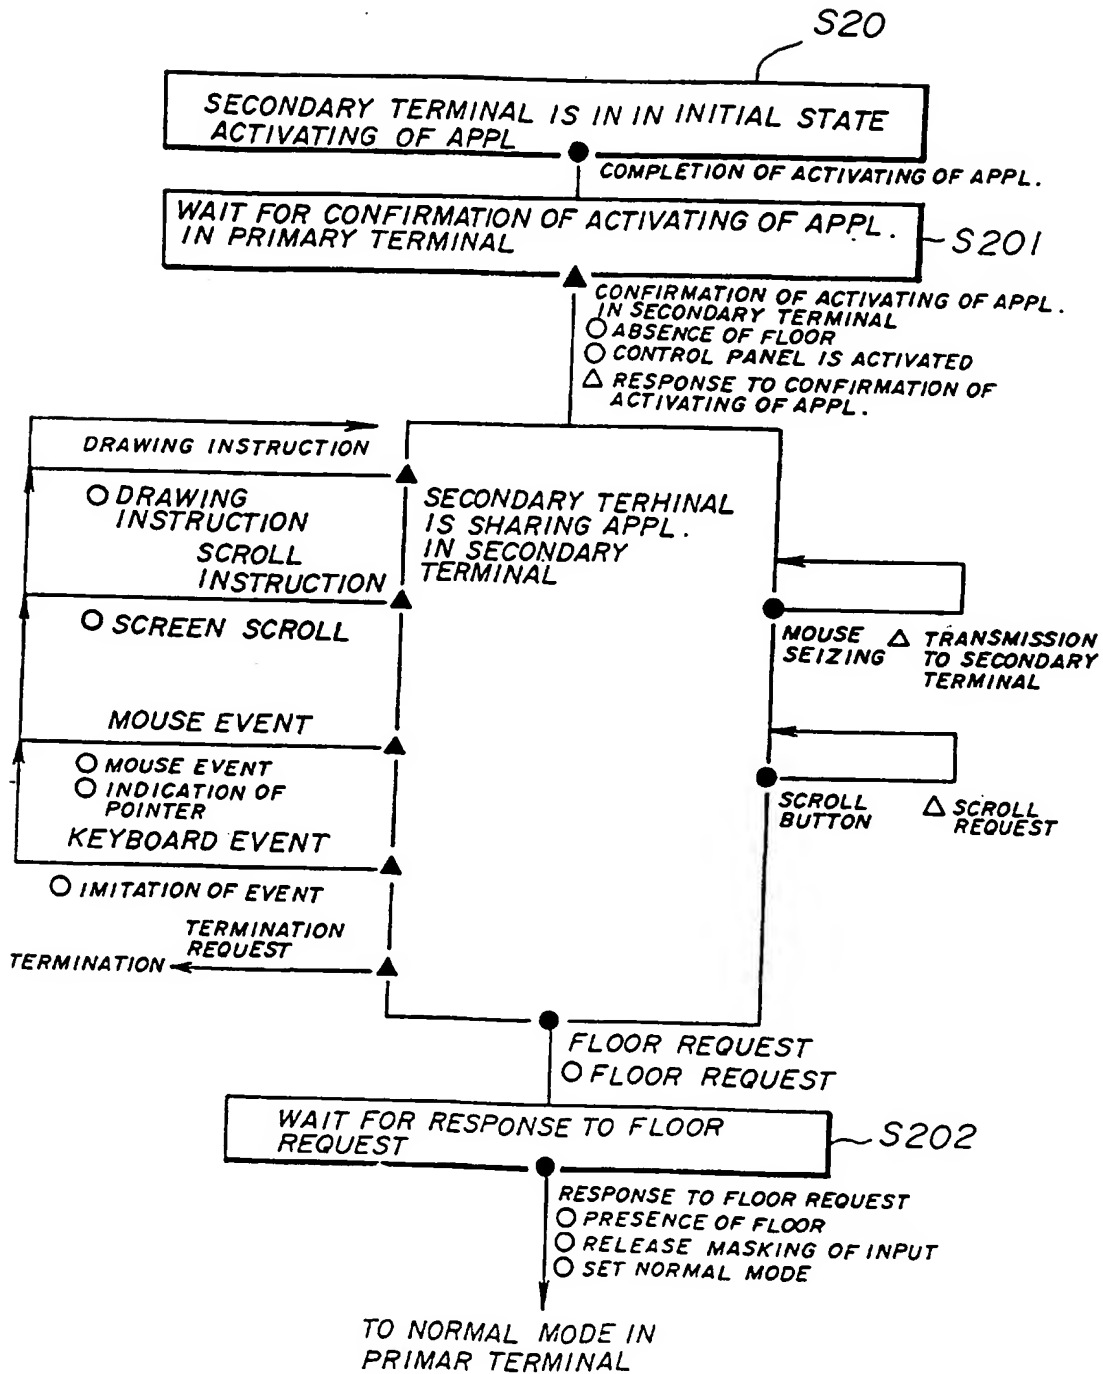 S20
SECONDARY TERMINAL IS IN IN INITIAL STATE
ACTIVATING OF APPL
COMPLETION OF ACTIVATING OF APPL.
WAIT FOR CONFIRMATION OF ACTIVATING OF APPL.
IN PRIMARY TERMINAL
S201
CONFIRMATION OF ACTIVATING OF APPL.
IN SECONDARY TERMINAL
ABSENCE OF FLOOR
CONTROL PANEL IS ACTIVATED
RESPONSE TO CONFIRMATION OF
ACTIVATING OF APPL.
DRAWING INSTRUCTION
DRAWING
INSTRUCTION
SCROLL
INSTRUCTION
SCREEN SCROLL
MOUSE EVENT
MOUSE EVENT
INDICATION OF
POINTER
KEYBOARD EVENT
IMITATION OF EVENT
TERMINATION
REQUEST
TERMINATION
SECONDARY TERHINAL
IS SHARING APPL.
IN SECONDARY
TERMINAL
MOUSE
SEIZING
TRANSMISSION
TO SECONDARY
TERMINAL
SCROLL
BUTTON
SCROLL
REQUEST
FLOOR REQUEST
FLOOR REQUEST
WAIT FOR RESPONSE TO FLOOR
REQUEST
S202
RESPONSE TO FLOOR REQUEST
PRESENCE OF FLOOR
RELEASE MASKING OF INPUT
SET NORMAL MODE
TO NORMAL MODE IN
PRIMAR TERMINAL